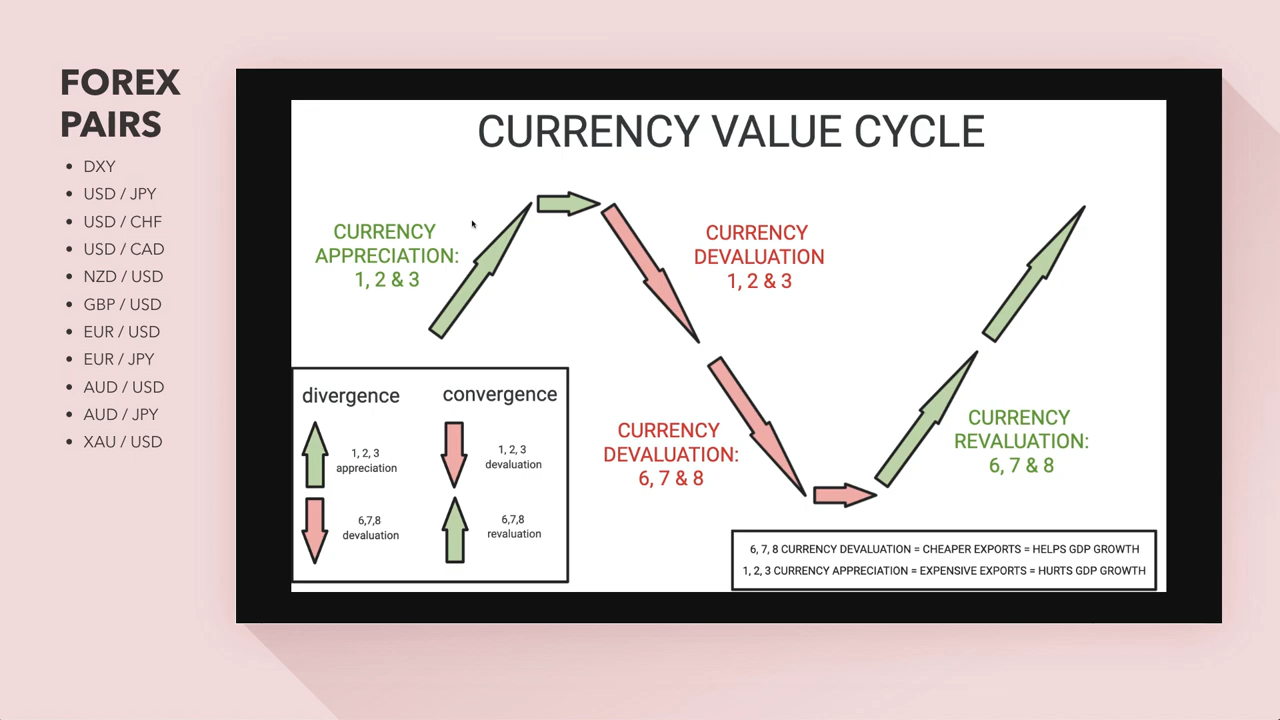 FOREX
PAIRS
• DXY
• USD / JPY
• USD / CHF
• USD / CAD
• NZD / USD
• GBP / USD
• EUR / USD
• EUR / JPY
• AUD / USD
• AUD / JPY
• XAU / USD
CURRENCY VALUE CYCLE
CURRENCY
APPRECIATION:
1, 2 & 3
CURRENCY
DEVALUATION
1, 2 & 3
CURRENCY
DEVALUATION:
6, 7 & 8
CURRENCY
REVALUATION:
6, 7 & 8
divergence
1, 2, 3
appreciation
6,7,8
devaluation
convergence
1, 2, 3
devaluation
6,7,8
revaluation
6, 7, 8 CURRENCY DEVALUATION = CHEAPER EXPORTS = HELPS GDP GROWTH
1, 2, 3 CURRENCY APPRECIATION = EXPENSIVE EXPORTS = HURTS GDP GROWTH